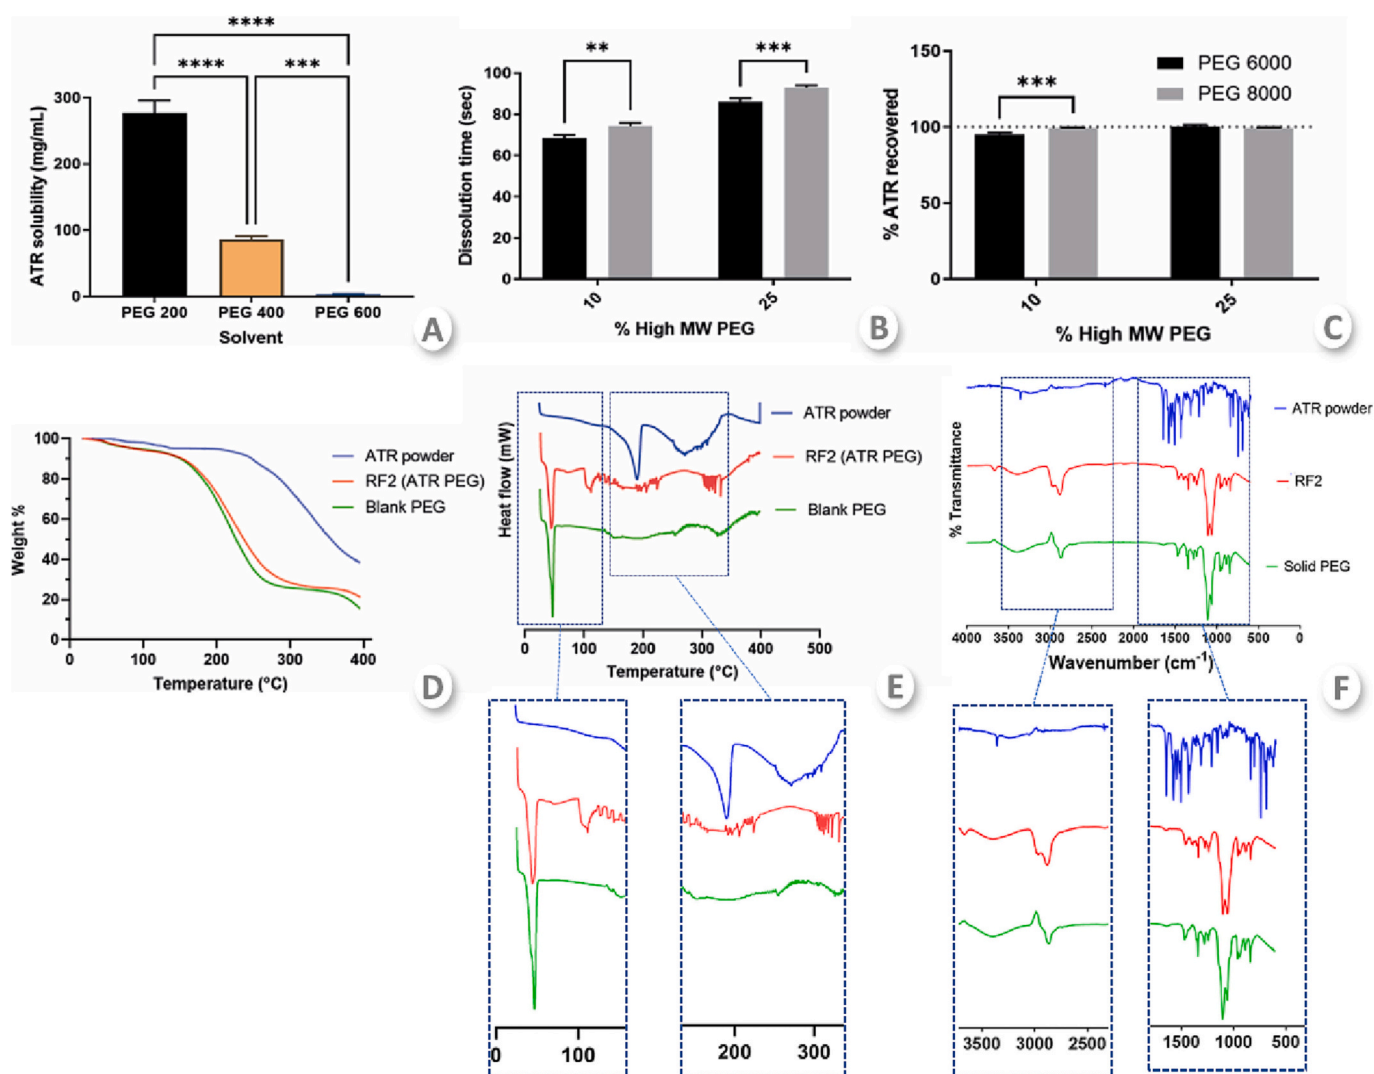 ****
****
***
ATR solubility (mg/mL)
300
200
100
0
PEG 200
PEG 400
PEG 600
Solvent
A
**
***
Dissolution time (sec)
100
80
60
40
20
0
10
25
% High MW PEG
B
PEG 6000
PEG 8000
***
% ATR recovered
150
100
50
0
10
25
% High MW PEG
C
Weight %
100
80
60
40
20
0
ATR powder
RF2 (ATR PEG)
Blank PEG
0
100
200
300
400
Temperature (°C)
D
Heat flow (mW)
ATR powder
RF2 (ATR PEG)
Blank PEG
0
100
200
300
400
500
Temperature (°C)
E
0
100
200
300
% Transmittance
ATR powder
RF2
Solid PEG
4000
3500
3000
2500
2000
1500
1000
500
0
Wavenumber (cm-1)
F
3500
3000
2500
1500
1000
500